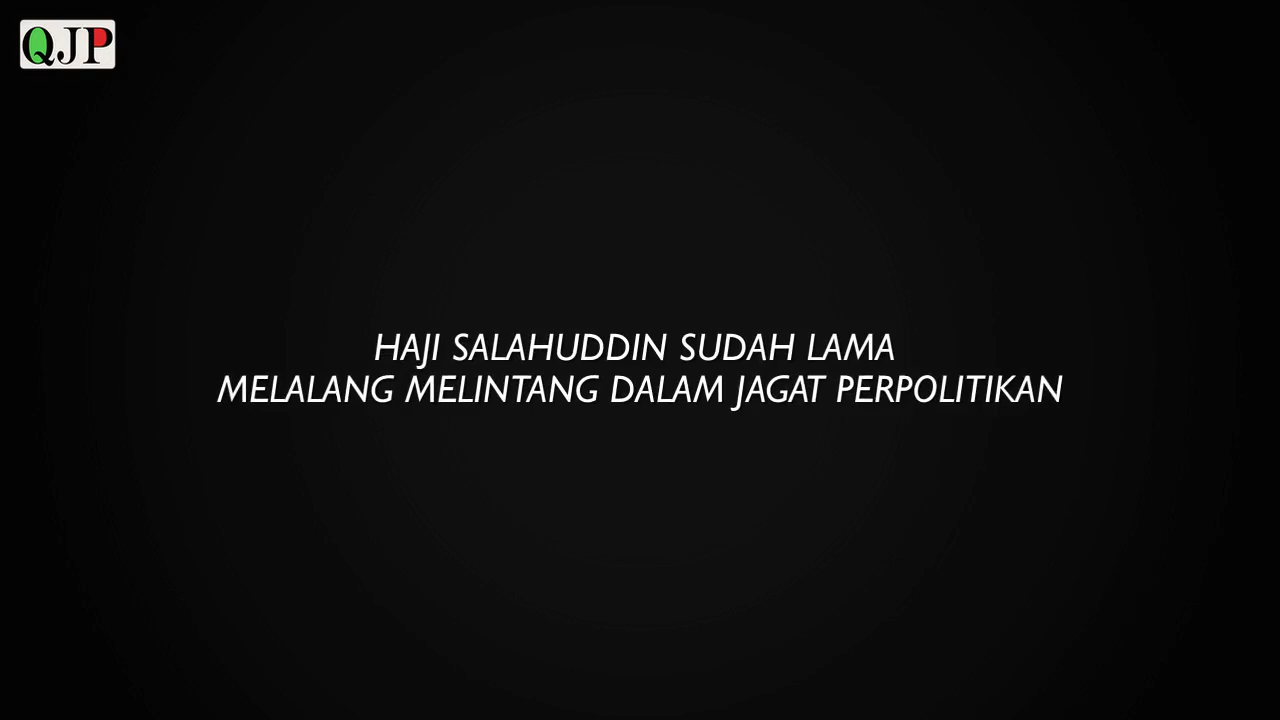 QJP
HAJI SALAHUDDIN SUDAH LAMA
MELALANG MELINTANG DALAM JAGAT PERPOLITIKAN